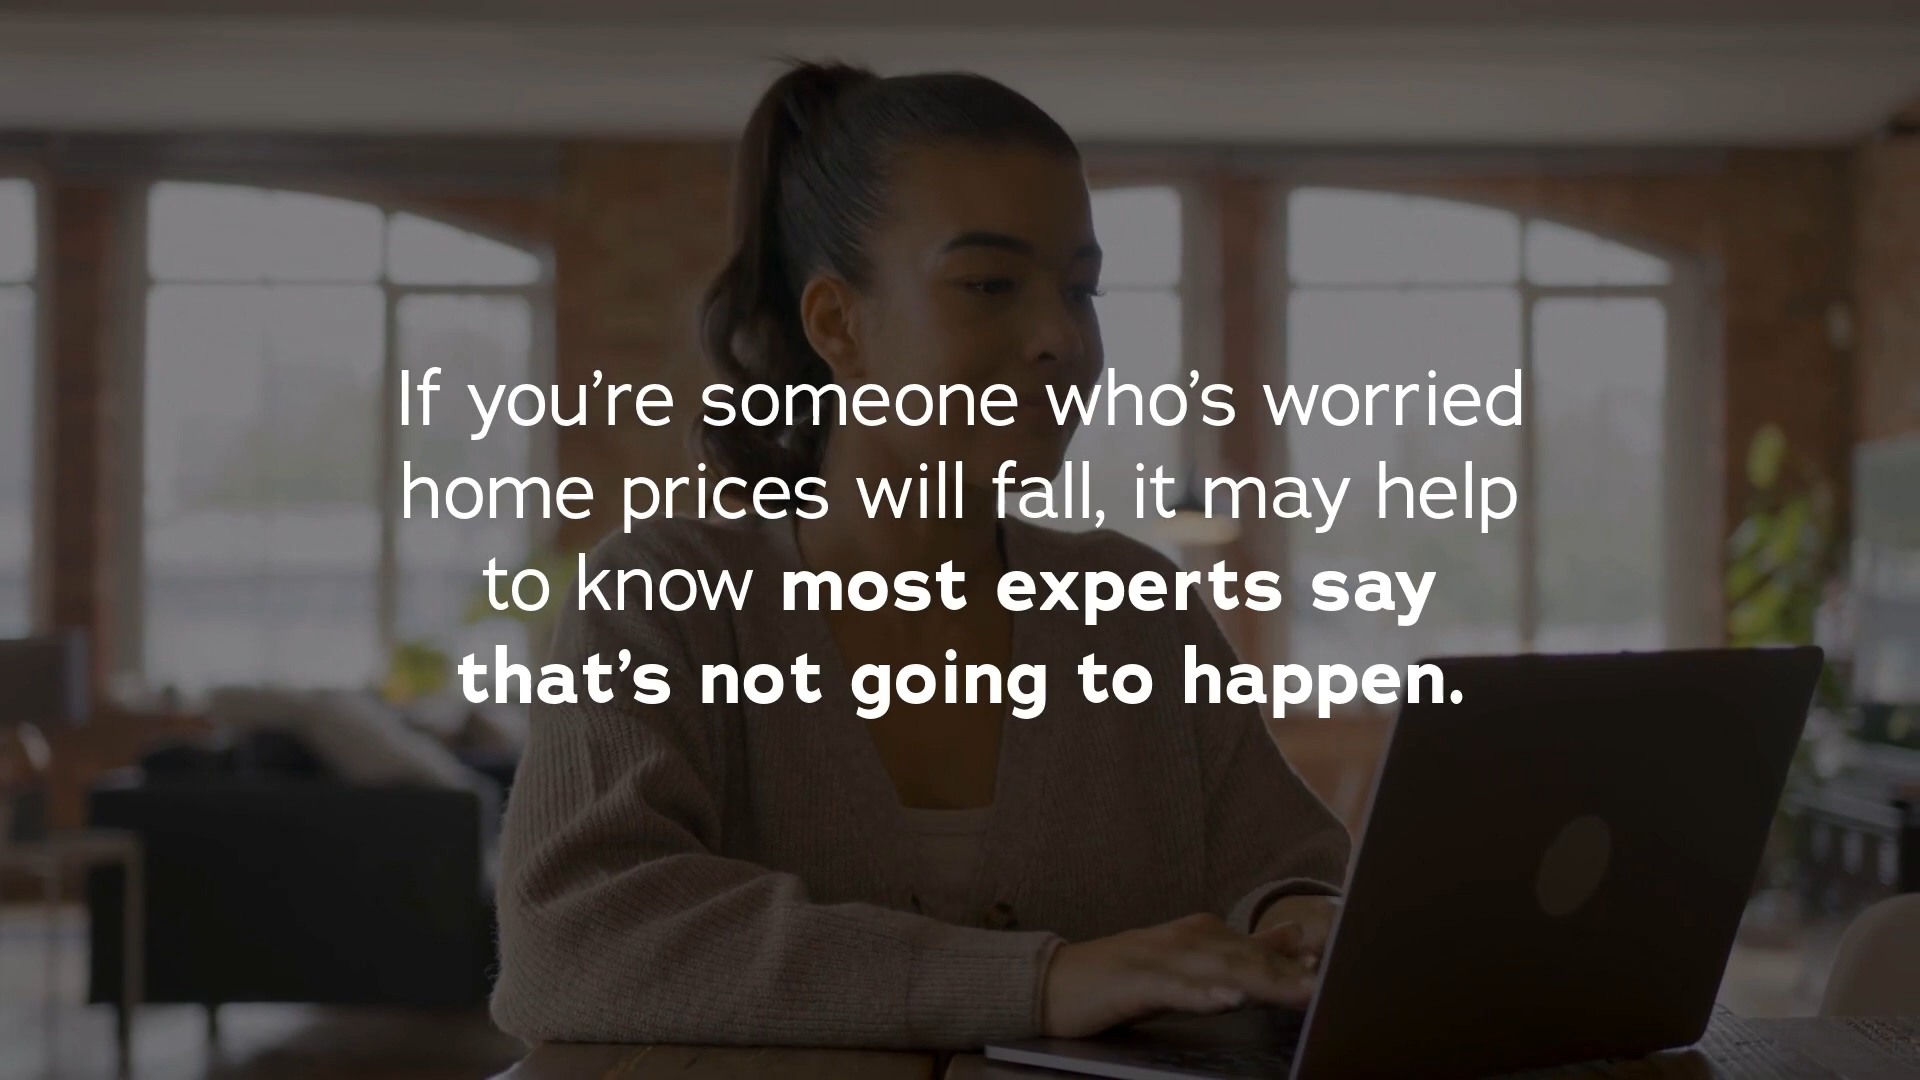 If you’re someone who’s worried
home prices will fall, it may help
to know most experts say
that’s not going to happen.